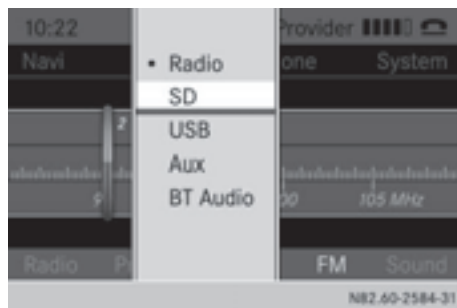 10:22 Provider
Navi one System
• Radio
SD
2
USB
Aux
9 00 105 MHz
BT Audio
Radio P FM Sound
N82.60-2584-31